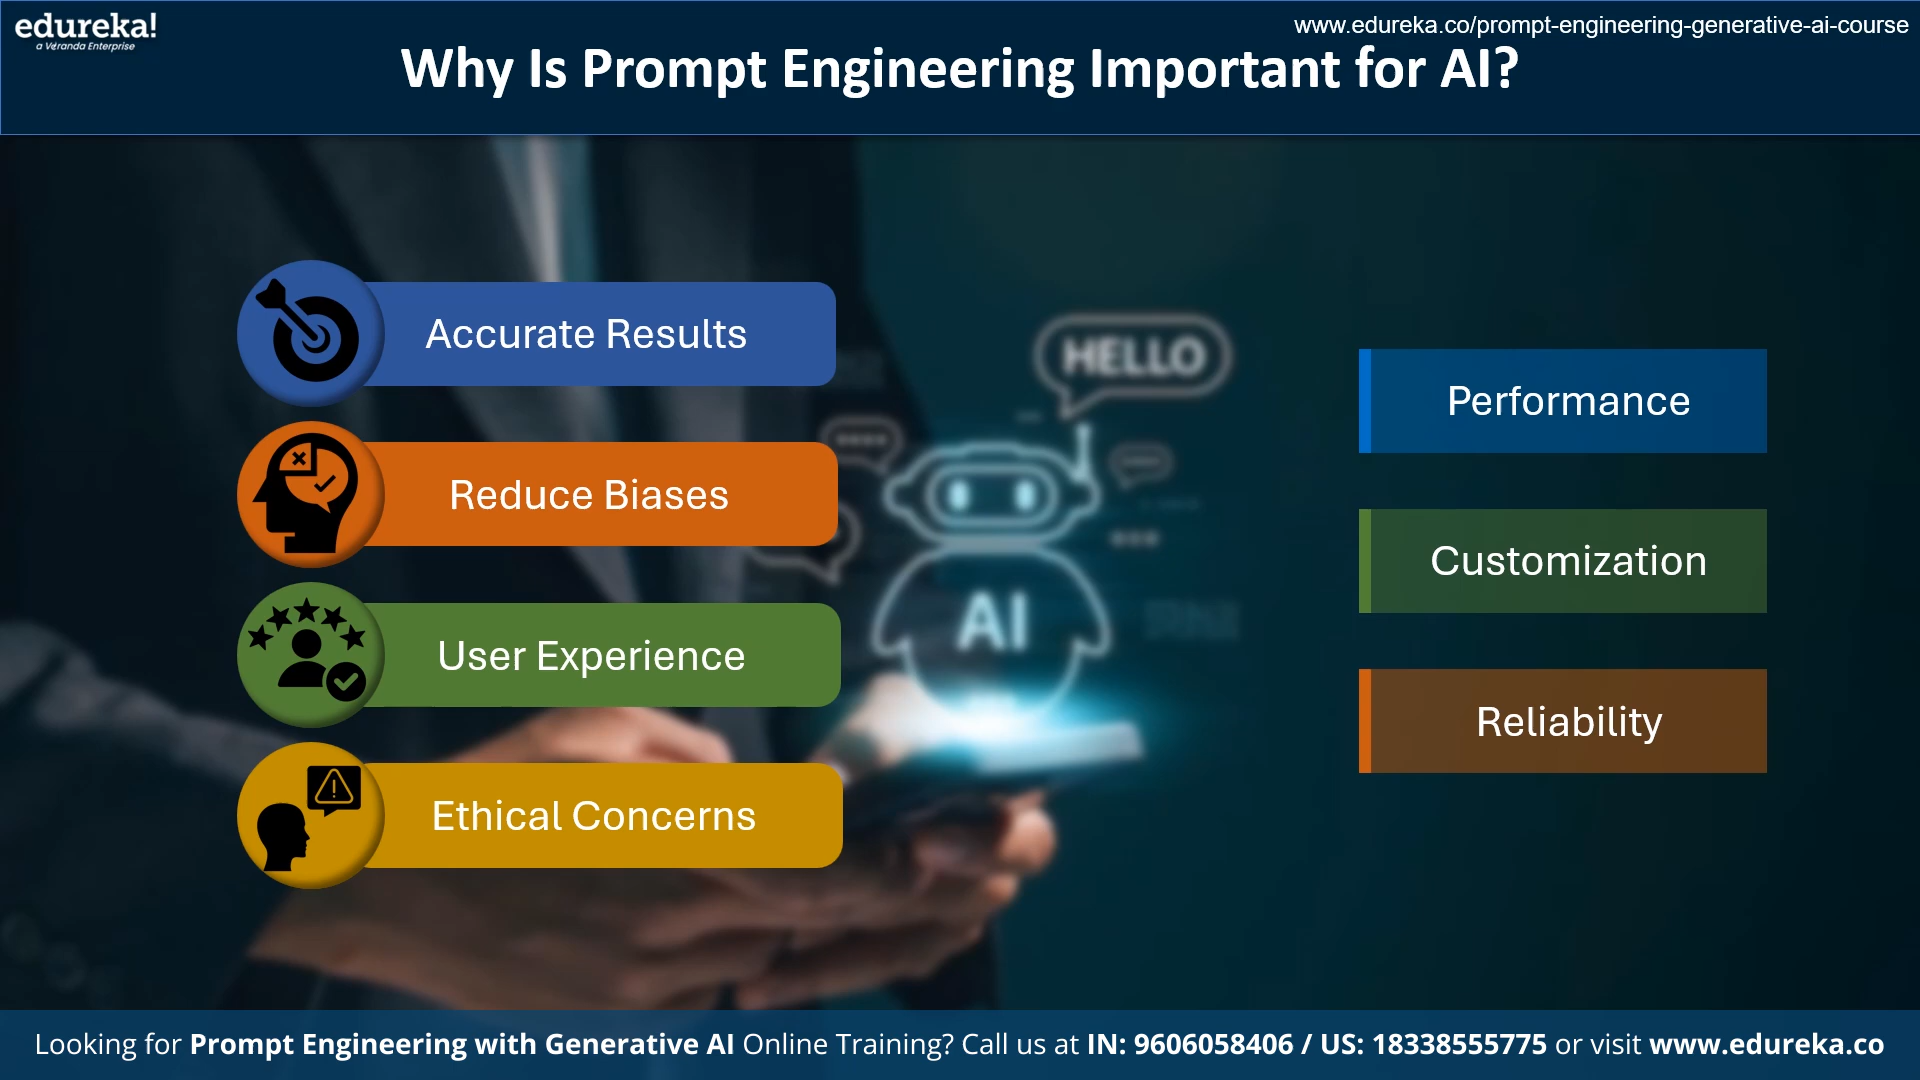 edureka!
a Veranda Enterprise
www.edureka.co/prompt-engineering-generative-ai-course
Why Is Prompt Engineering Important for AI?
Accurate Results
Reduce Biases
User Experience
Ethical Concerns
HELLO
AI
Performance
Customization
Reliability
Looking for Prompt Engineering with Generative AI Online Training? Call us at IN: 9606058406 / US: 18338555775 or visit www.edureka.co